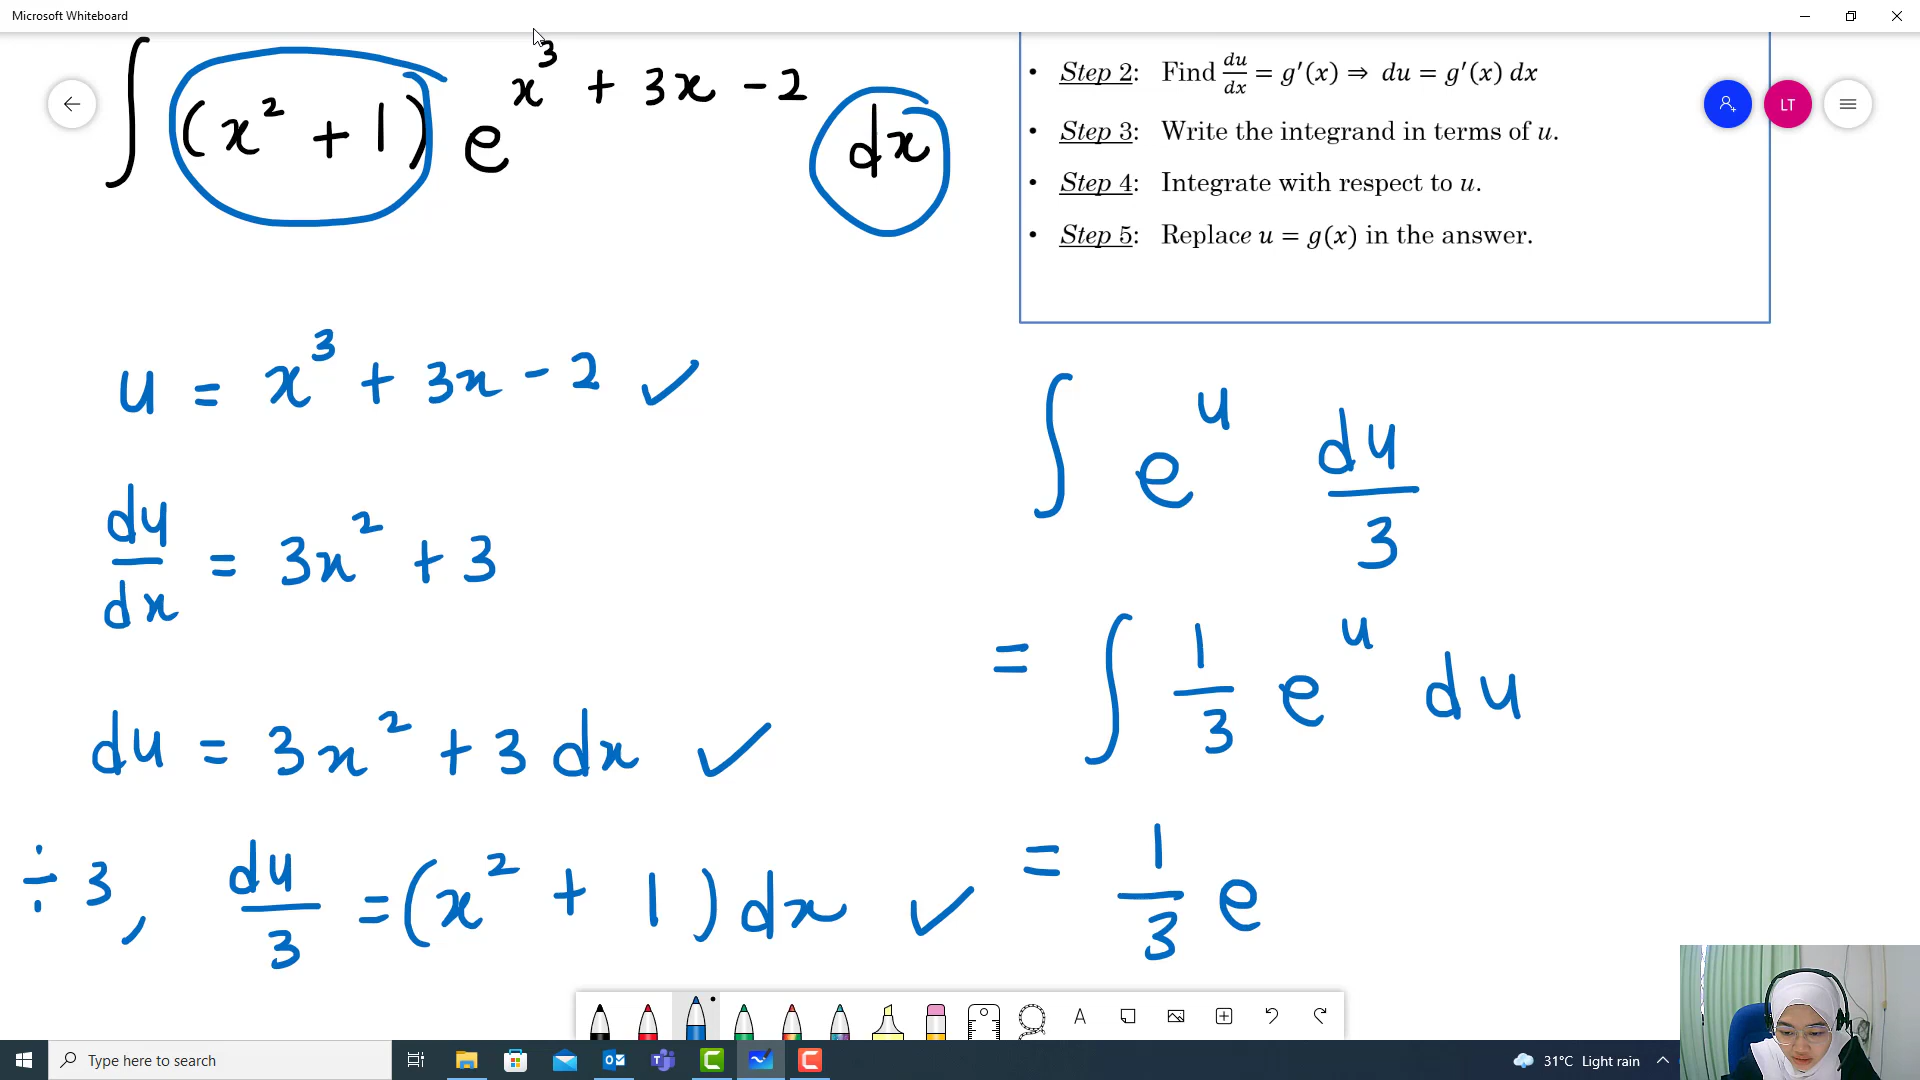 Microsoft Whiteboard
∫ (x² + 1) e^(x³ + 3x - 2) dx
• Step 2: Find du/dx = g′(x) ⇒ du = g′(x) dx
• Step 3: Write the integrand in terms of u.
• Step 4: Integrate with respect to u.
• Step 5: Replace u = g(x) in the answer.
LT
u = x³ + 3x - 2 ✓
du/dx = 3x² + 3
du = 3x² + 3 dx ✓
÷ 3, du/3 = (x² + 1) dx ✓
∫ e^u du/3
= ∫ 1/3 e^u du
= 1/3 e
A
Type here to search
31°C Light rain